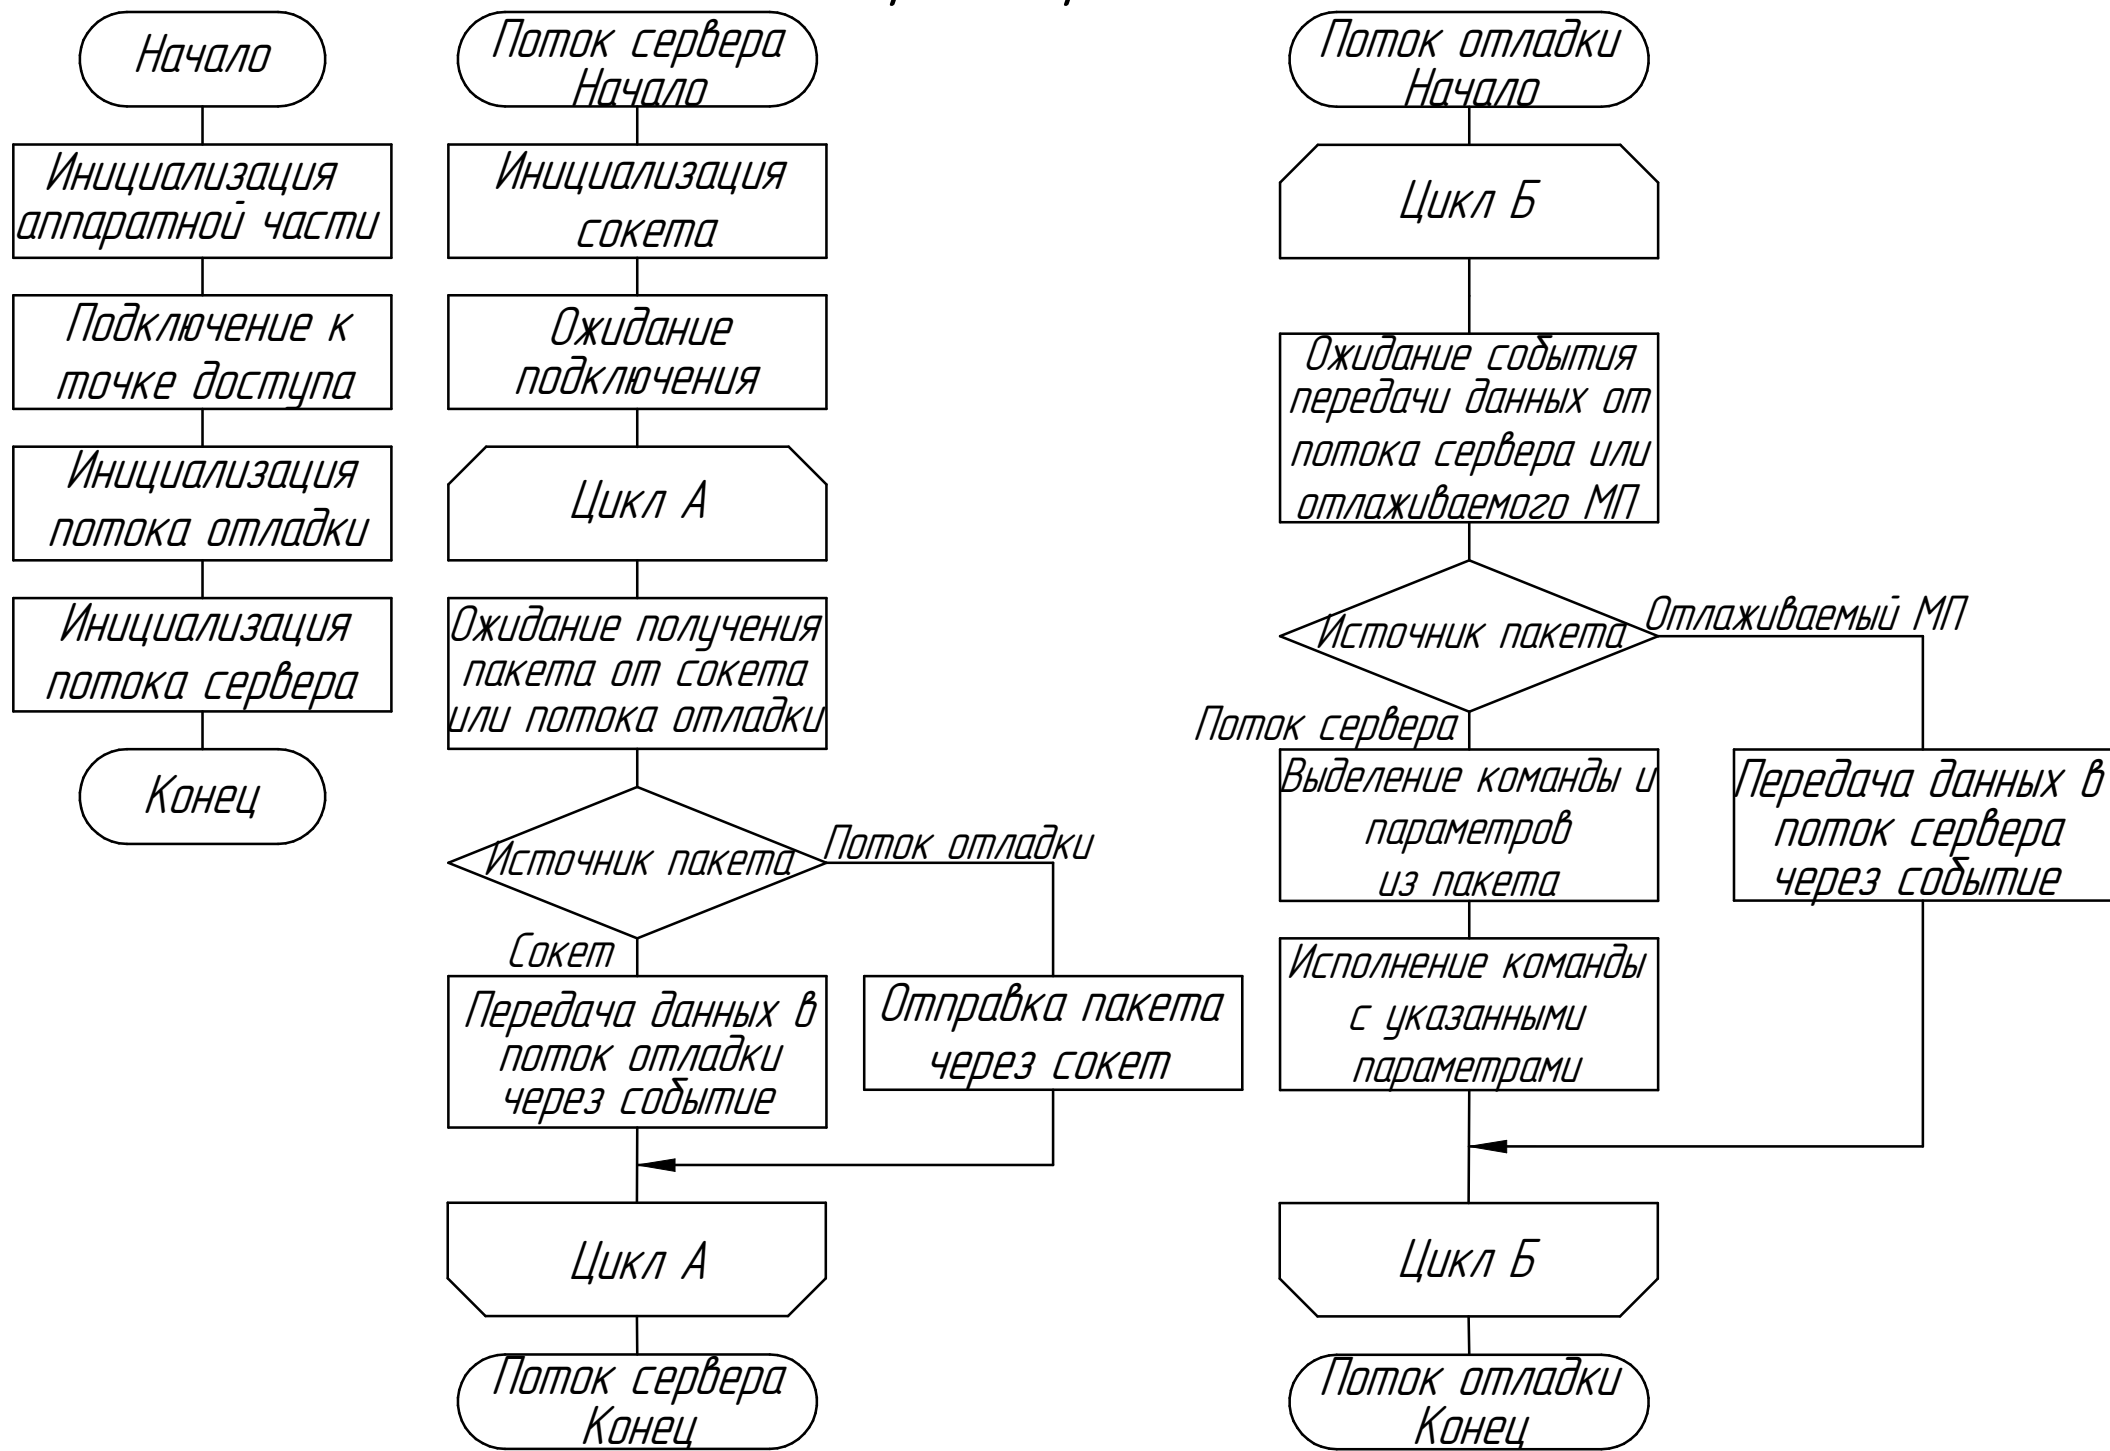 Начало
Инициализация
аппаратной части
Подключение к
точке доступа
Инициализация
потока отладки
Инициализация
потока сервера
Конец
Поток сервера
Начало
Инициализация
сокета
Ожидание
подключения
Цикл А
Ожидание получения
пакета от сокета
или потока отладки
Источник пакета
Поток отладки
Сокет
Передача данных в
поток отладки
через событие
Отправка пакета
через сокет
Цикл А
Поток сервера
Конец
Поток отладки
Начало
Цикл Б
Ожидание события
передачи данных от
потока сервера или
отлаживаемого МП
Источник пакета
Отлаживаемый МП
Поток сервера
Выделение команды и
параметров
из пакета
Передача данных в
поток сервера
через событие
Исполнение команды
с указанными
параметрами
Цикл Б
Поток отладки
Конец